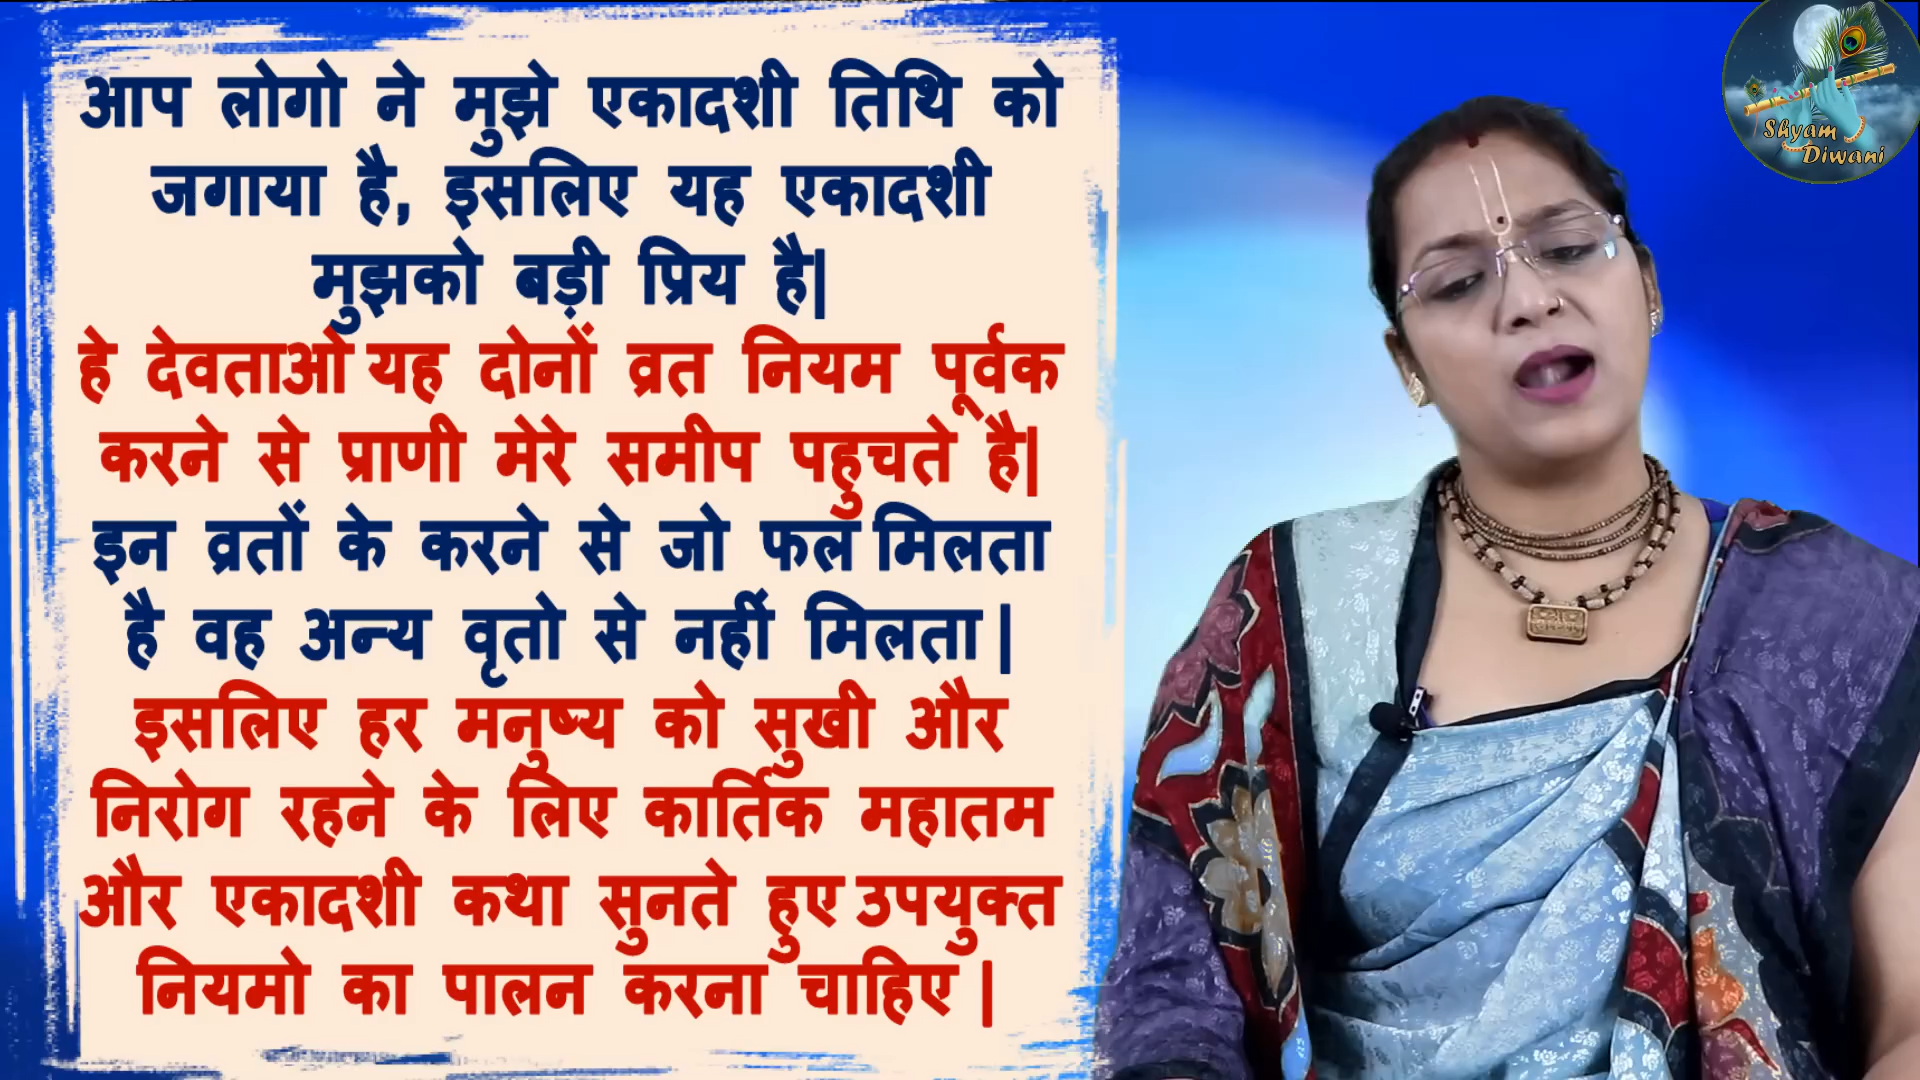 आप लोगो ने मुझे एकादशी तिथि को
जगाया है, इसलिए यह एकादशी
मुझको बड़ी प्रिय है|
हे देवताओ यह दोनों व्रत नियम पूर्वक
करने से प्राणी मेरे समीप पहुचते है|
इन व्रतों के करने से जो फल मिलता
है वह अन्य वृतो से नहीं मिलता|
इसलिए हर मनुष्य को सुखी और
निरोग रहने के लिए कार्तिक महातम
और एकादशी कथा सुनते हुए उपयुक्त
नियमो का पालन करना चाहिए |
Shyam
Diwani